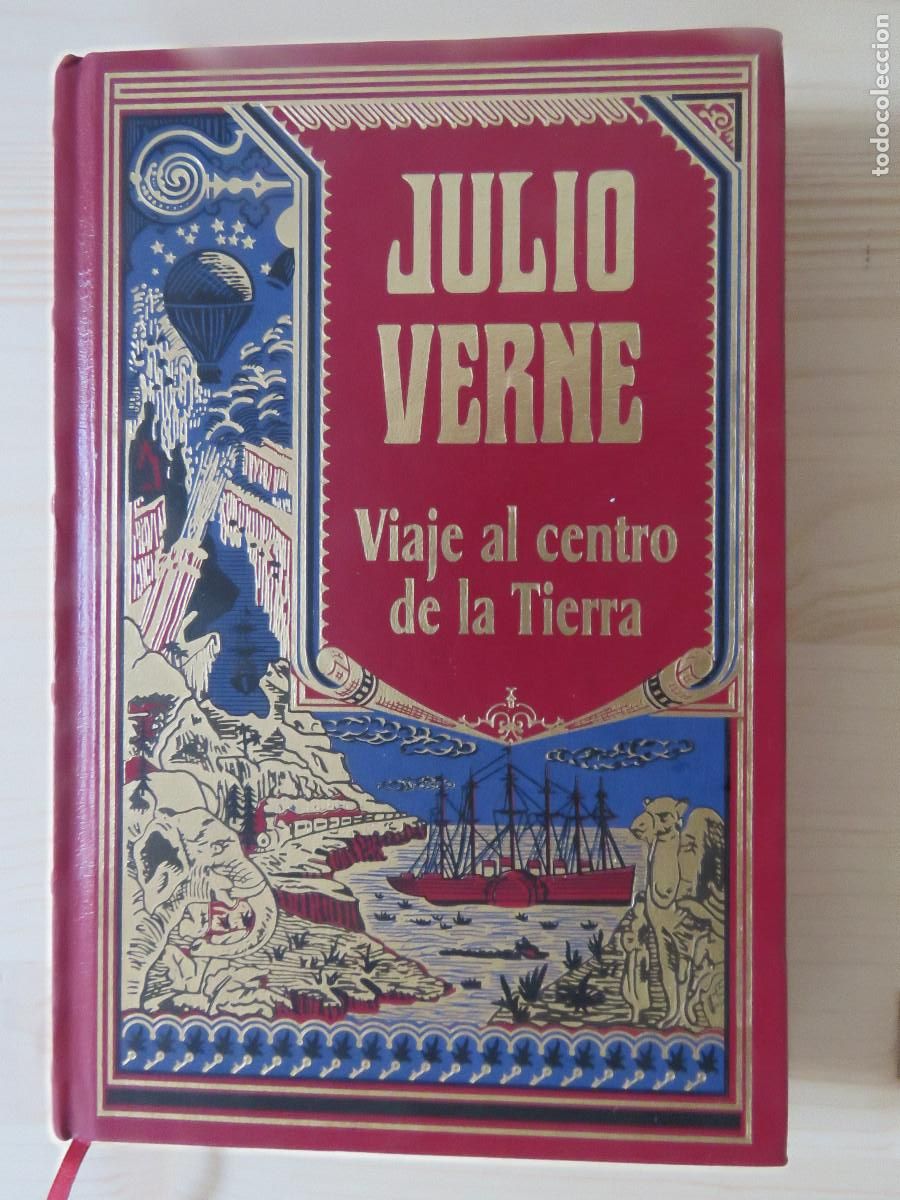 JULIO
VERNE
Viaje al centro
de la Tierra
todocoleccion